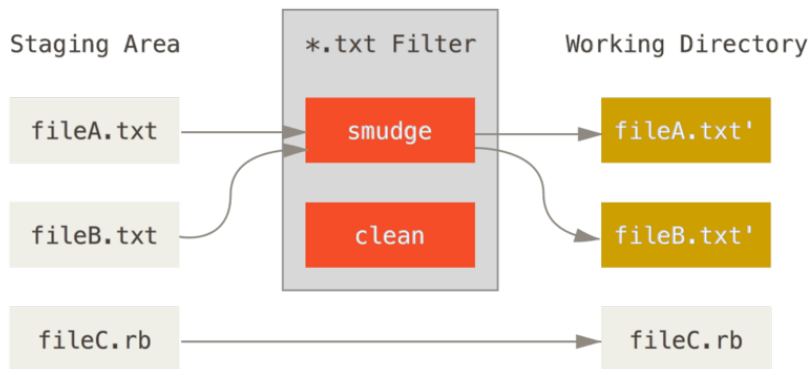 Staging Area
*.txt Filter
Working Directory
fileA.txt
smudge
fileA.txt'
fileB.txt
clean
fileB.txt'
fileC.rb
fileC.rb